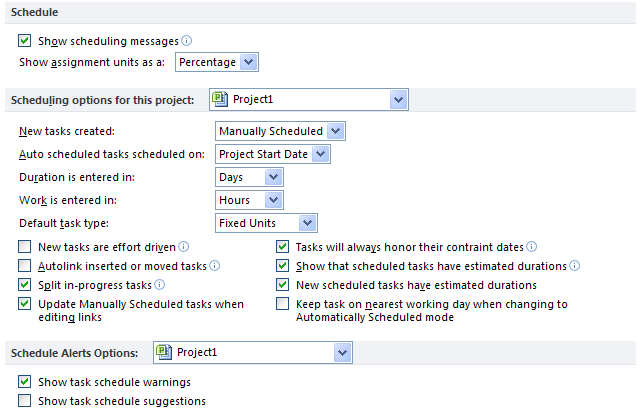 Schedule
Show scheduling messages
Show assignment units as a: Percentage
Scheduling options for this project: Project1
New tasks created: Manually Scheduled
Auto scheduled tasks scheduled on: Project Start Date
Duration is entered in: Days
Work is entered in: Hours
Default task type: Fixed Units
New tasks are effort driven
Autolink inserted or moved tasks
Split in-progress tasks
Update Manually Scheduled tasks when
editing links
Tasks will always honor their contraint dates
Show that scheduled tasks have estimated durations
New scheduled tasks have estimated durations
Keep task on nearest working day when changing to
Automatically Scheduled mode
Schedule Alerts Options: Project1
Show task schedule warnings
Show task schedule suggestions